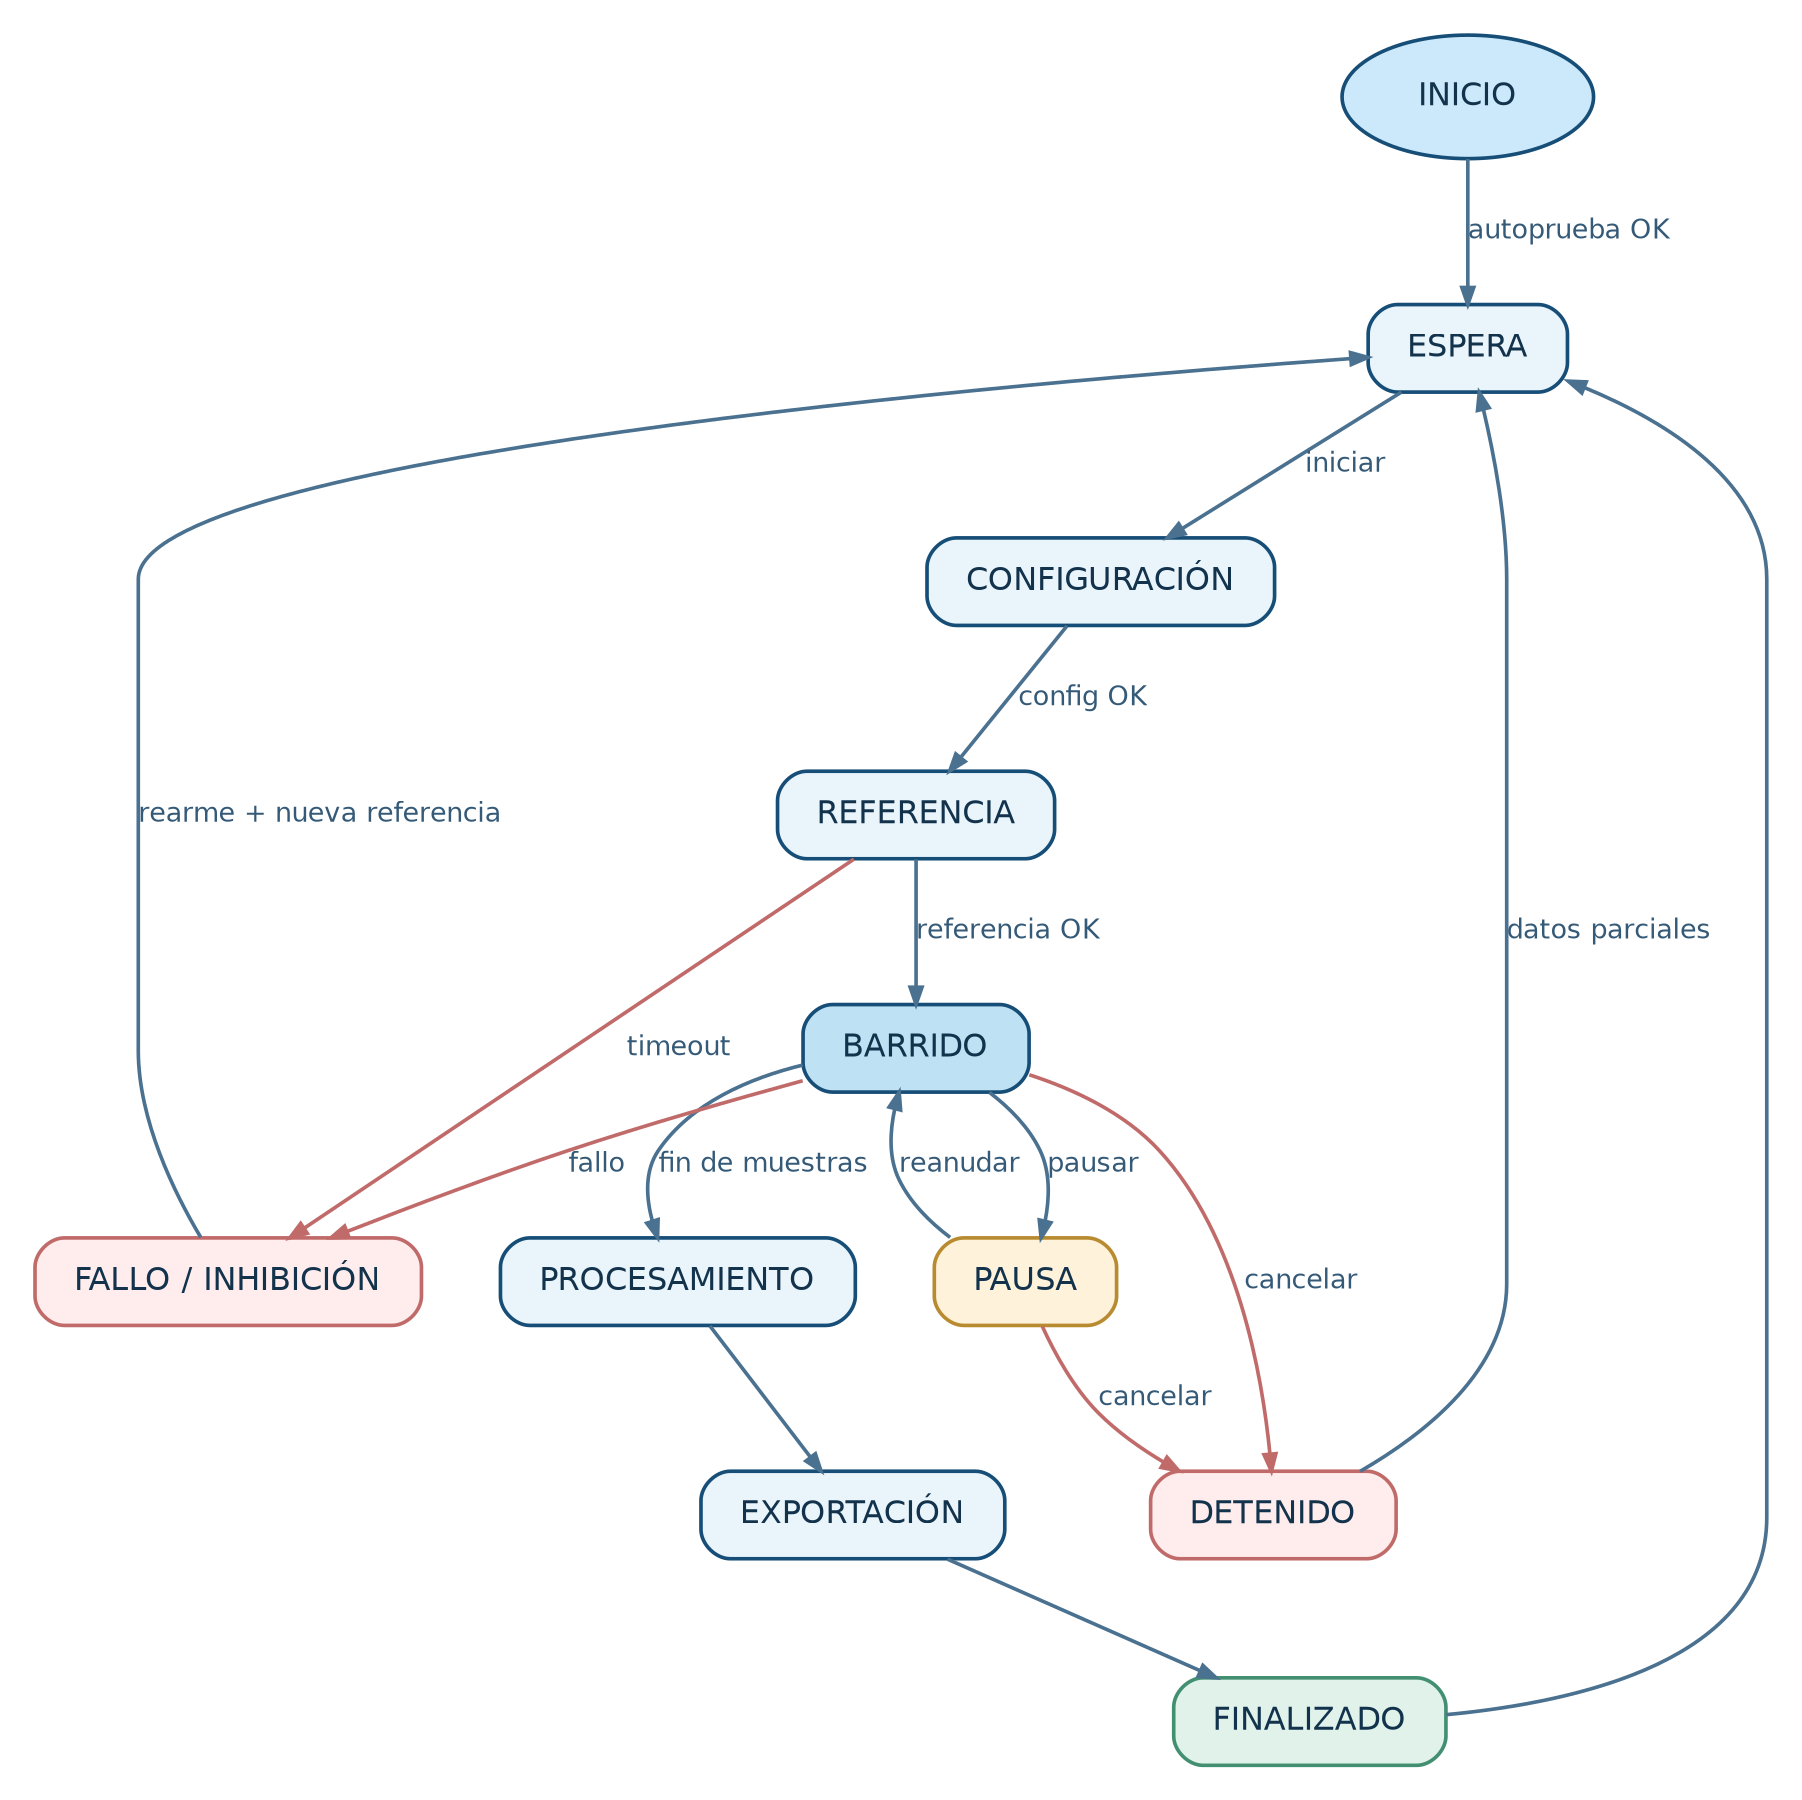 INICIO
autoprueba OK
ESPERA
iniciar
CONFIGURACIÓN
config OK
REFERENCIA
rearme + nueva referencia
referencia OK
datos parciales
BARRIDO
timeout
fallo
fin de muestras
reanudar
pausar
FALLO / INHIBICIÓN
PROCESAMIENTO
PAUSA
cancelar
cancelar
EXPORTACIÓN
DETENIDO
FINALIZADO